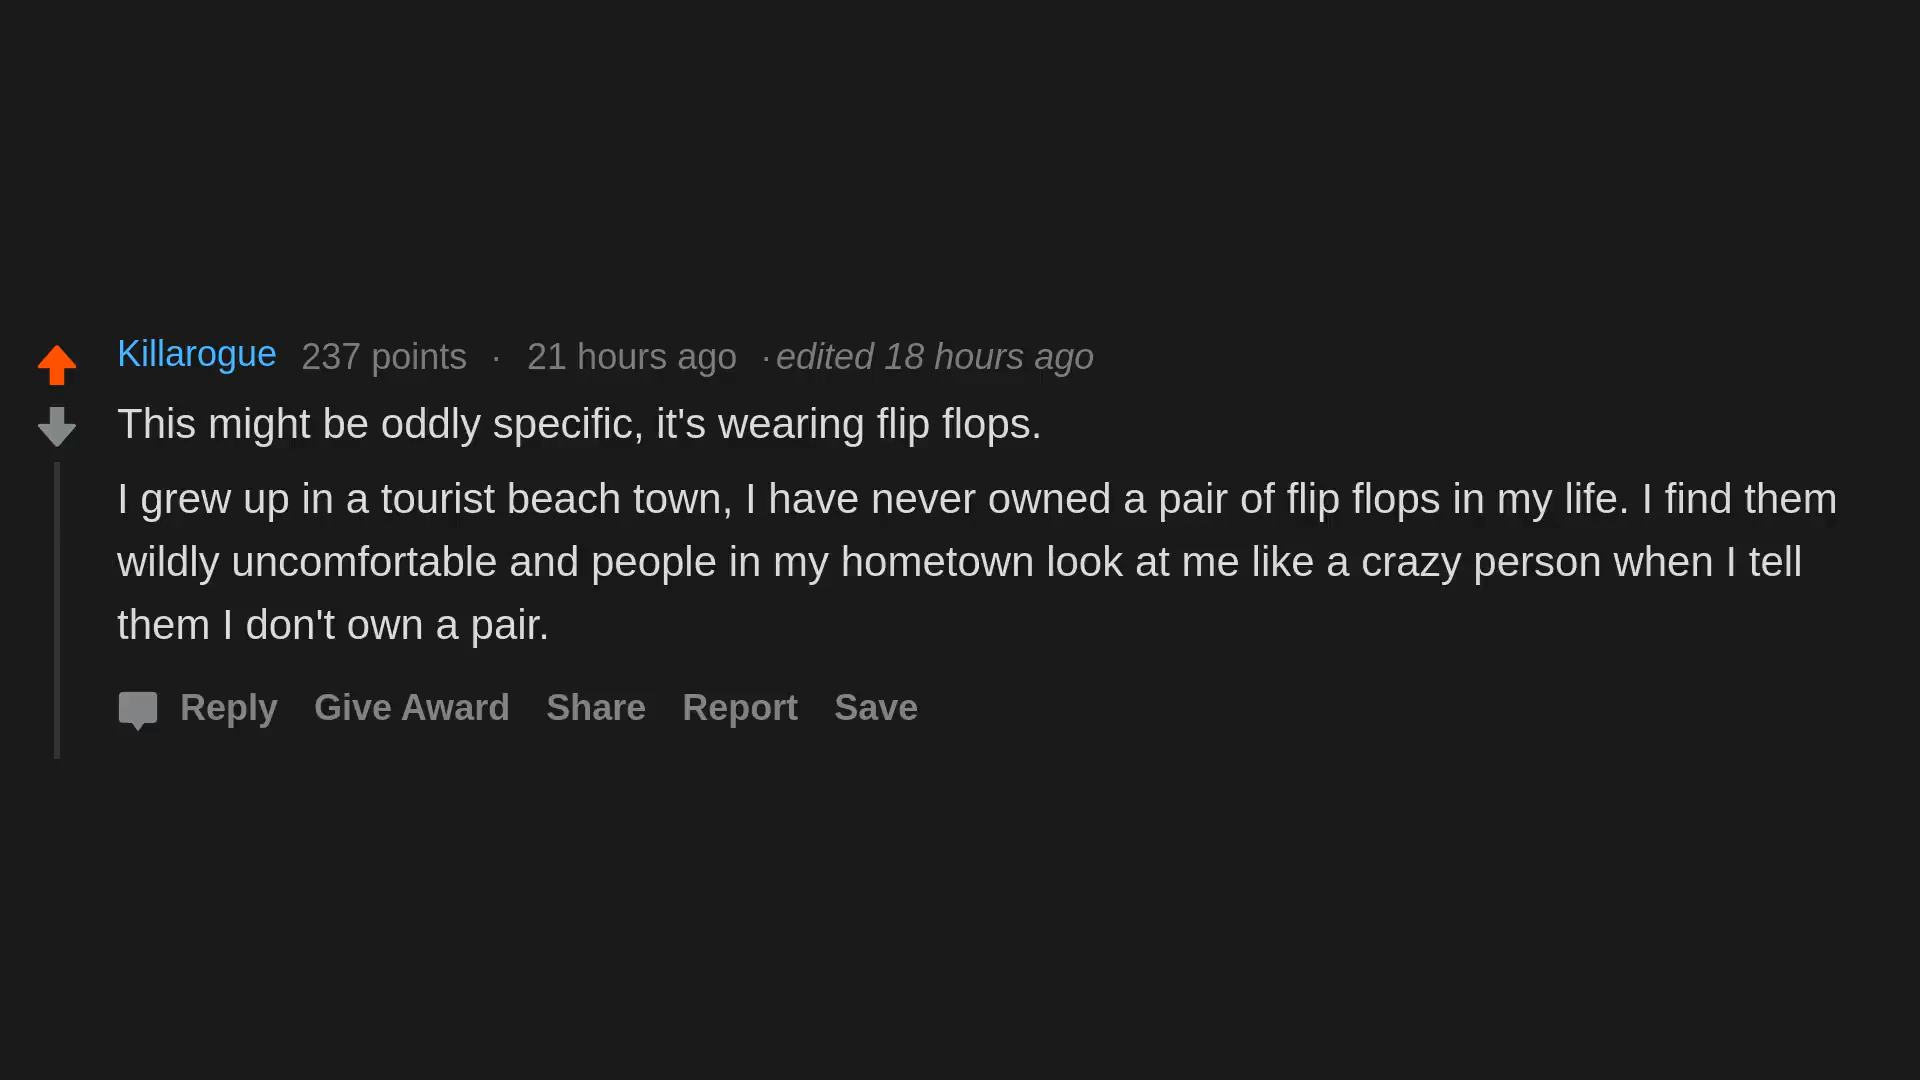 Killarogue 237 points · 21 hours ago · edited 18 hours ago
This might be oddly specific, it's wearing flip flops.
I grew up in a tourist beach town, I have never owned a pair of flip flops in my life. I find them
wildly uncomfortable and people in my hometown look at me like a crazy person when I tell
them I don't own a pair.
Reply Give Award Share Report Save